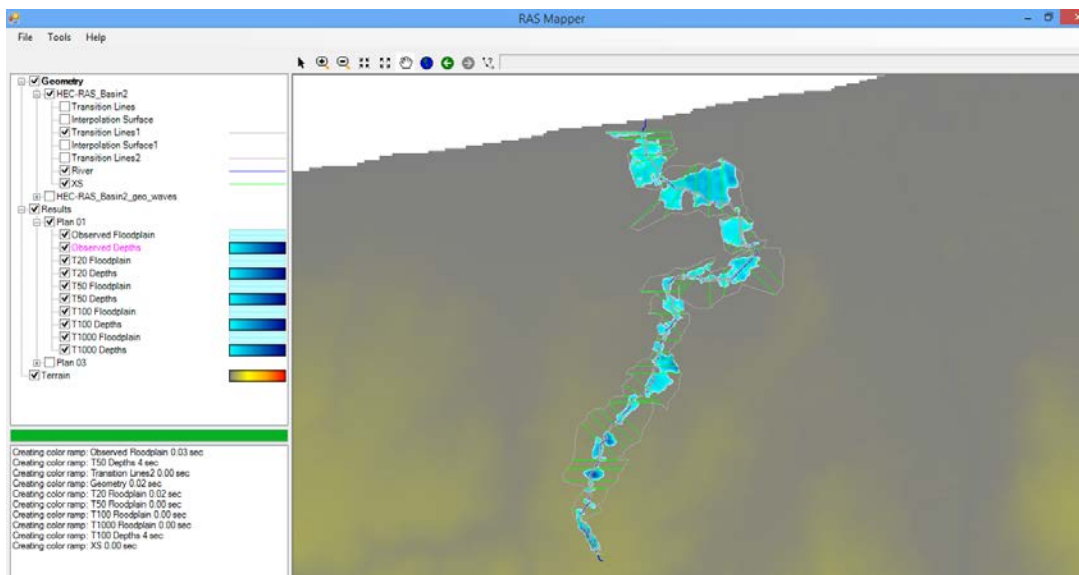 RAS Mapper
File Tools Help
Geometry
HEC-RAS_Basin2
Transition Lines
Interpolation Surface
Transition Lines1
Interpolation Surface1
Transition Lines2
River
XS
HEC-RAS_Basin2_geo_waves
Results
Plan 01
Observed Floodplain
Observed Depths
T20 Floodplain
T20 Depths
T50 Floodplain
T50 Depths
T100 Floodplain
T100 Depths
T1000 Floodplain
T1000 Depths
Plan 03
Terrain
Creating color ramp: Observed Floodplain 0.03 sec
Creating color ramp: T50 Depths 4 sec
Creating color ramp: Transition Lines2 0.00 sec
Creating color ramp: Geometry 0.02 sec
Creating color ramp: T20 Floodplain 0.02 sec
Creating color ramp: T50 Floodplain 0.00 sec
Creating color ramp: T100 Floodplain 0.00 sec
Creating color ramp: T1000 Floodplain 0.00 sec
Creating color ramp: T100 Depths 4 sec
Creating color ramp: XS 0.00 sec